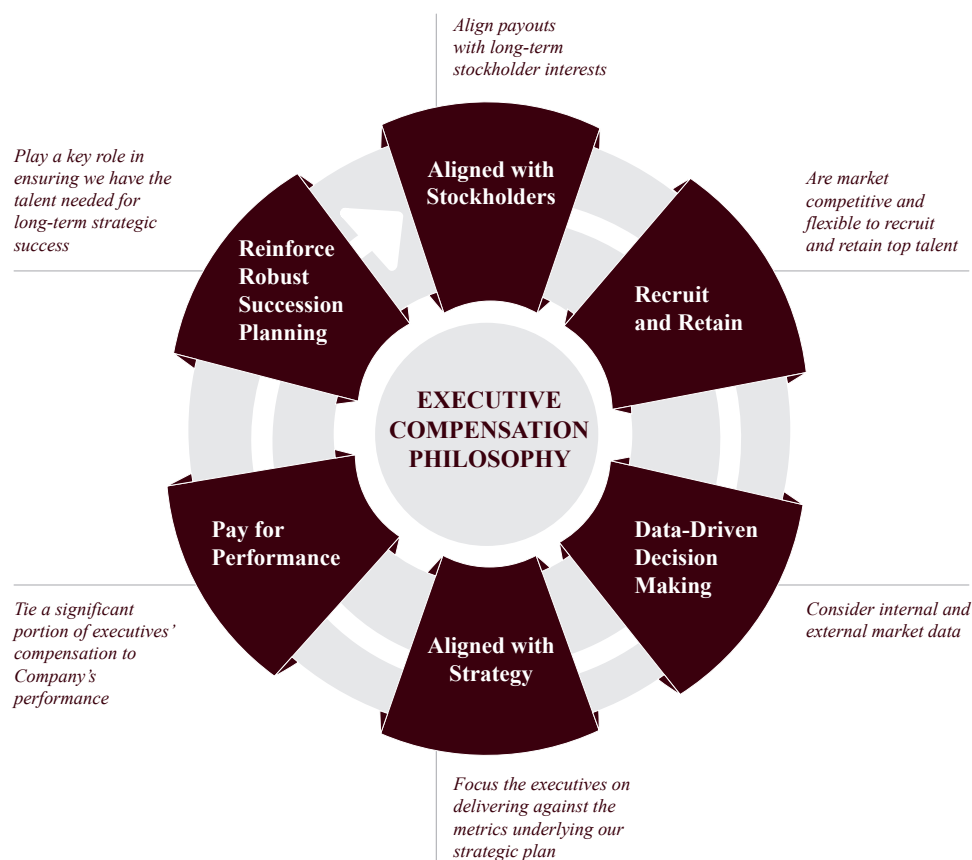 Align payouts
with long-term
stockholder interests
Aligned with
Stockholders
Are market
competitive and
flexible to recruit
and retain top talent
Recruit
and Retain
Data-Driven
Decision
Making
Consider internal and
external market data
Aligned with
Strategy
Focus the executives on
delivering against the
metrics underlying our
strategic plan
Pay for
Performance
Tie a significant
portion of executives’
compensation to
Company’s
performance
Reinforce
Robust
Succession
Planning
Play a key role in
ensuring we have the
talent needed for
long-term strategic
success
EXECUTIVE
COMPENSATION
PHILOSOPHY